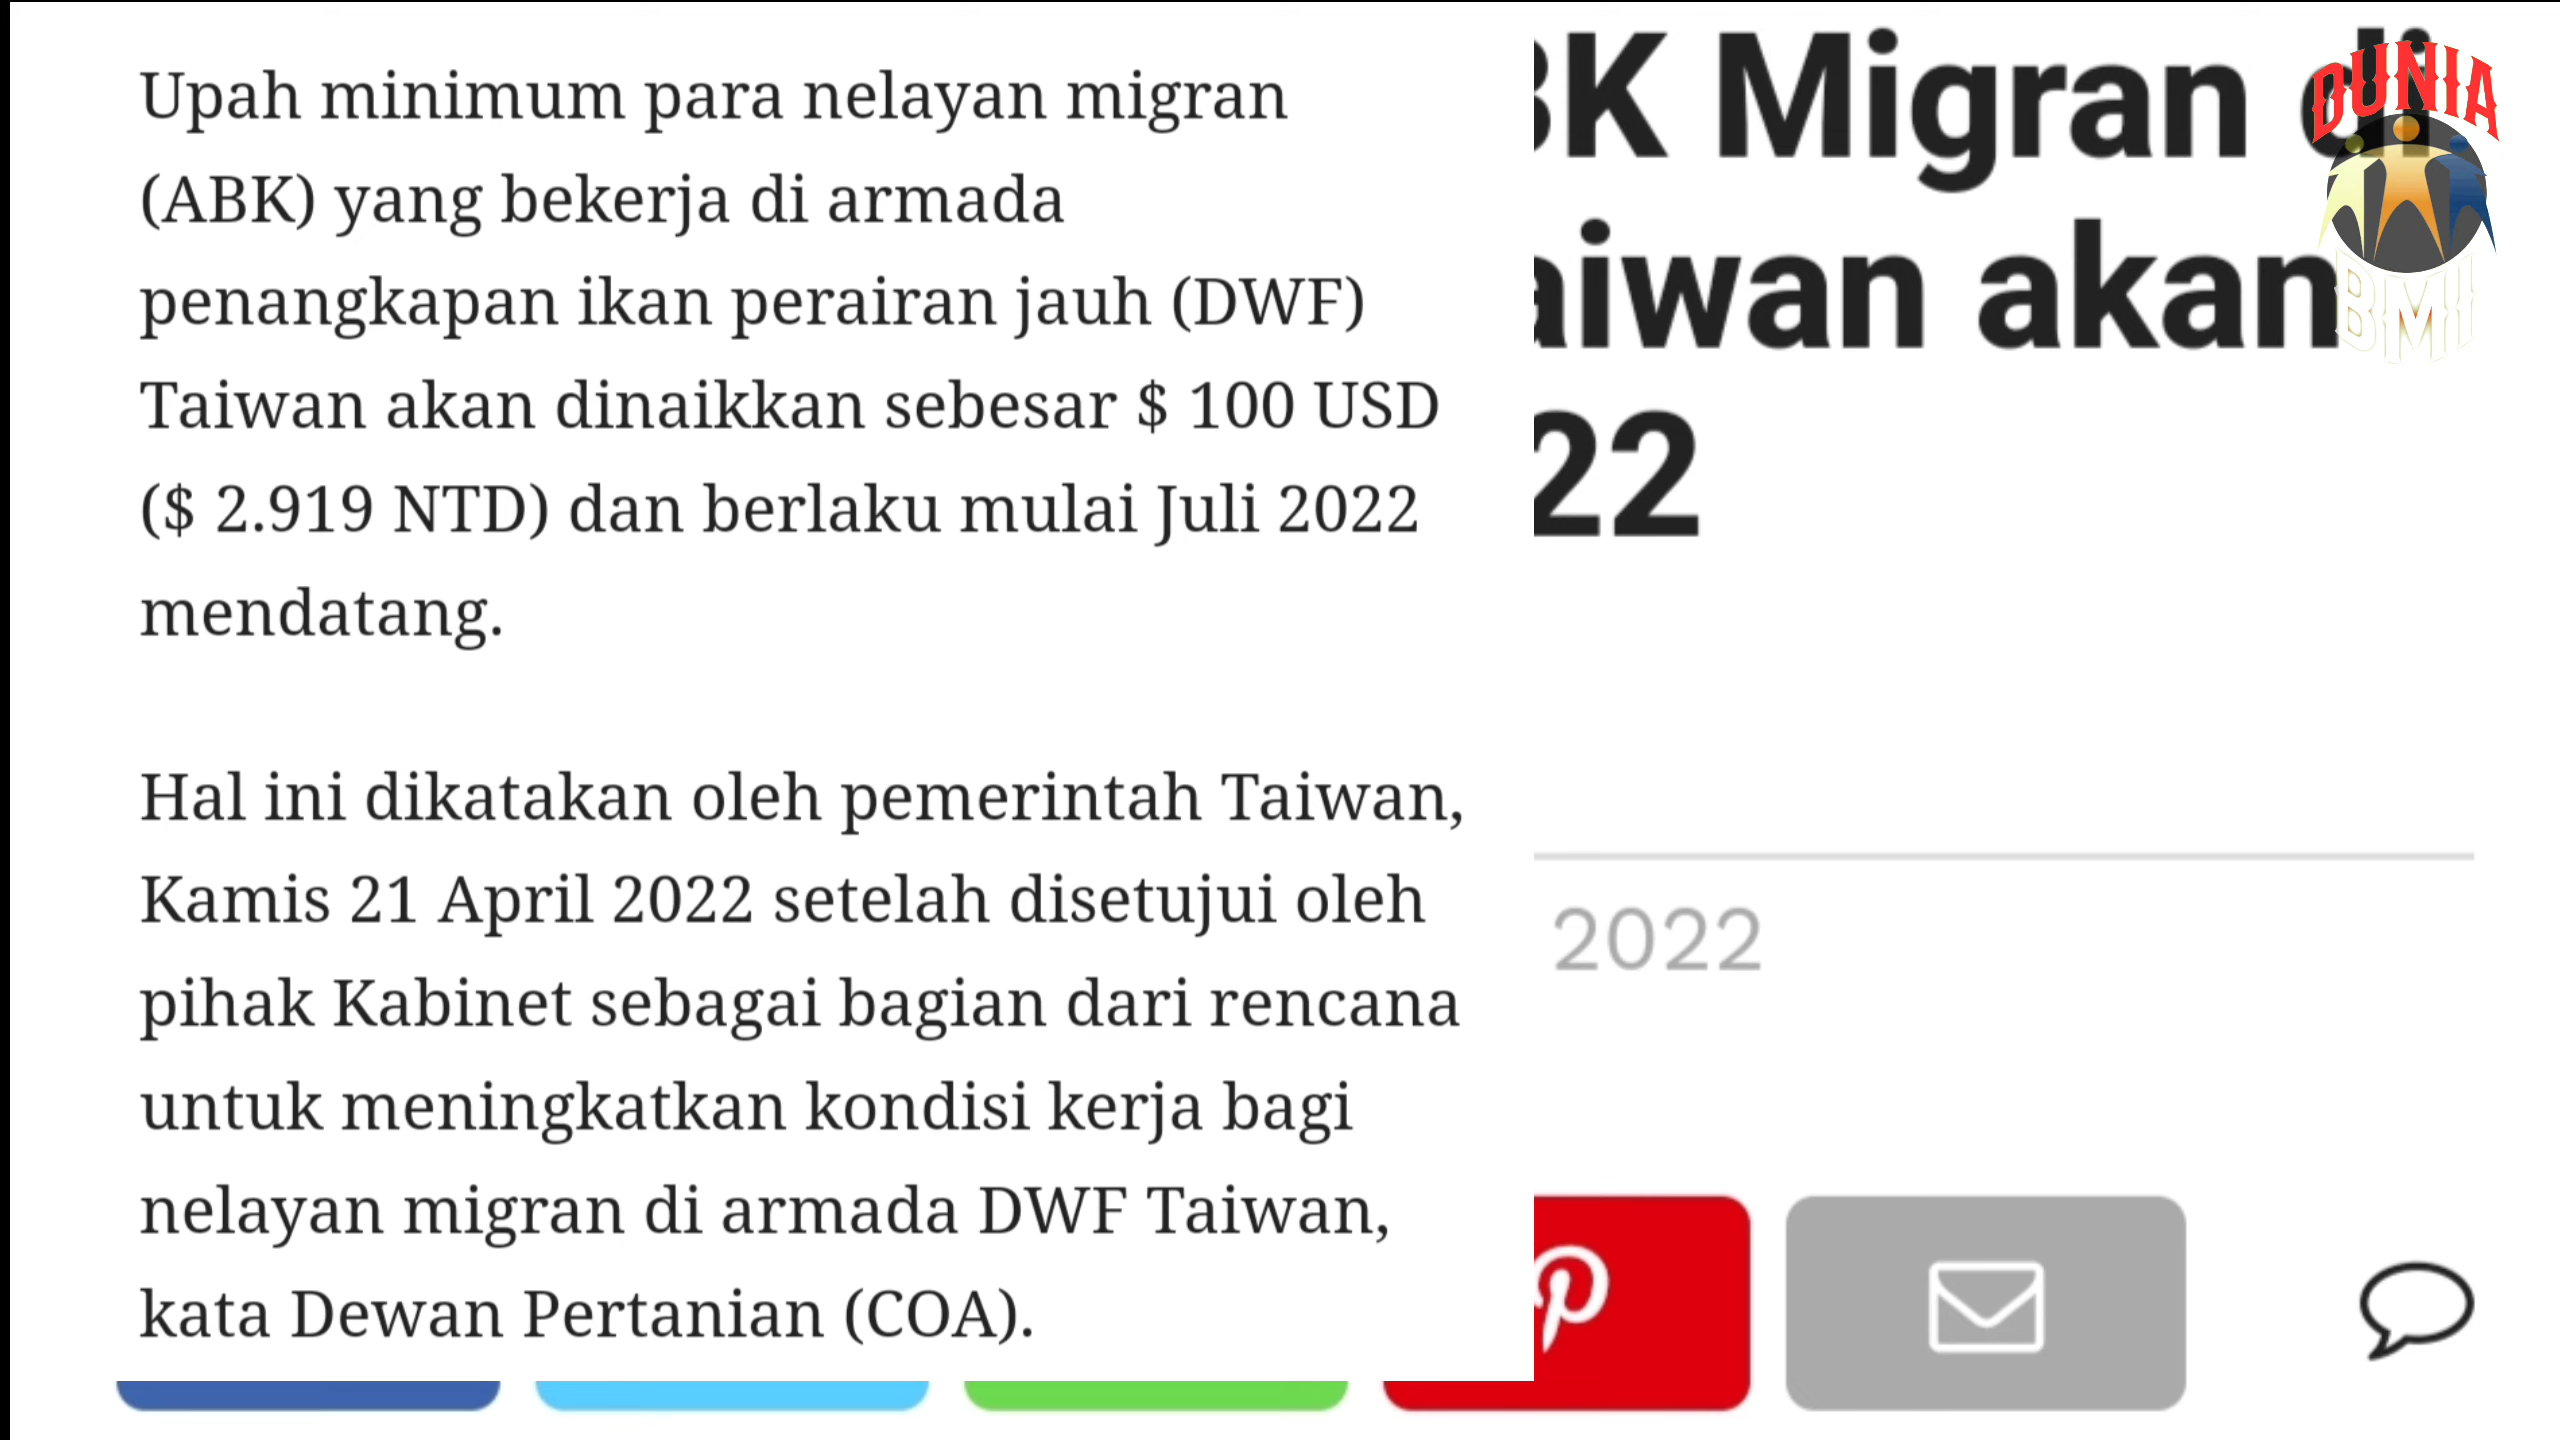 Upah minimum para nelayan migran
(ABK) yang bekerja di armada
penangkapan ikan perairan jauh (DWF)
Taiwan akan dinaikkan sebesar $ 100 USD
($ 2.919 NTD) dan berlaku mulai Juli 2022
mendatang.
Hal ini dikatakan oleh pemerintah Taiwan,
Kamis 21 April 2022 setelah disetujui oleh
pihak Kabinet sebagai bagian dari rencana
untuk meningkatkan kondisi kerja bagi
nelayan migran di armada DWF Taiwan,
kata Dewan Pertanian (COA).
K Migran di
aiwan akan
22
2022
DUNIA
BMI